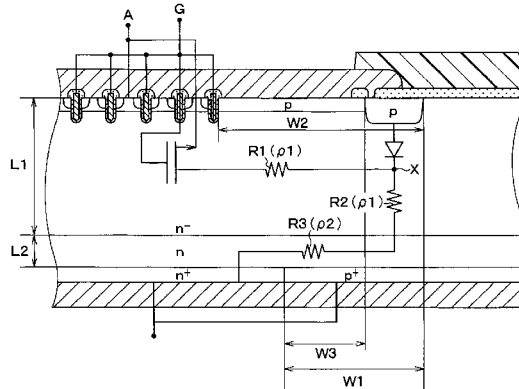 A G
p p
W2
L1
R1(ρ1) X
R2(ρ1)
n⁻
R3(ρ2)
L2 n
n⁺ p⁺
W3
W1